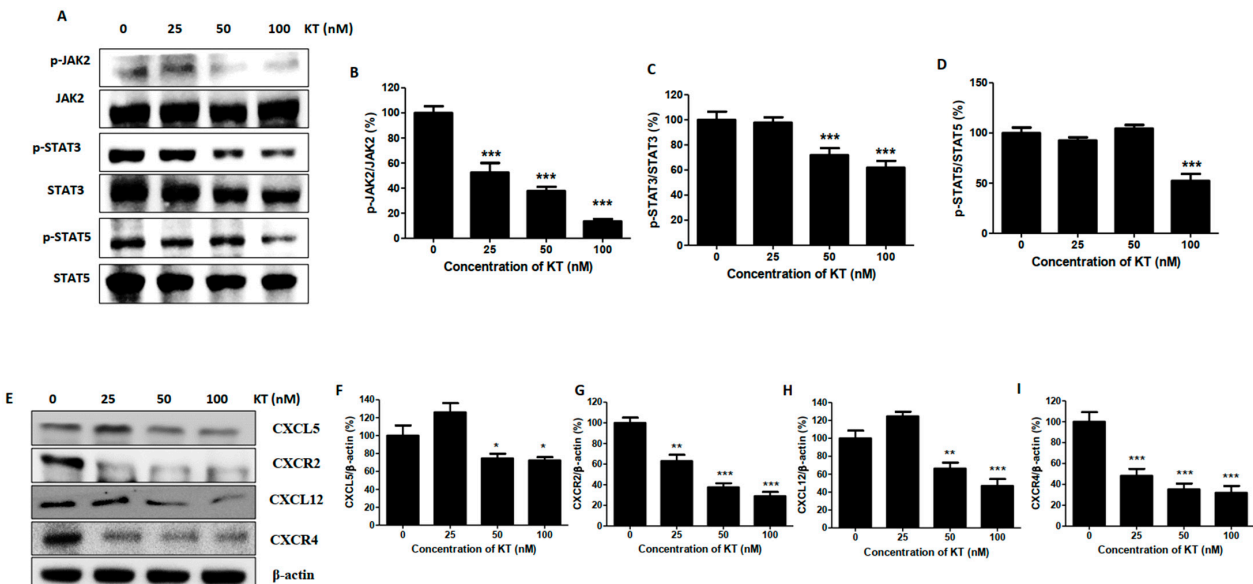 A
0 25 50 100 KT (nM)
p-JAK2
JAK2
p-STAT3
STAT3
p-STAT5
STAT5
B
p-JAK2/JAK2 (%)
120
100
80
60
40
20
0
***
***
***
0 25 50 100
Concentration of KT (nM)
C
p-STAT3/STAT3 (%)
120
100
80
60
40
20
0
***
***
0 25 50 100
Concentration of KT (nM)
D
p-STAT5/STAT5 (%)
150
100
50
0
***
0 25 50 100
Concentration of KT (nM)
E
0 25 50 100 KT (nM)
CXCL5
CXCR2
CXCL12
CXCR4
β-actin
F
CXCL5/β-actin (%)
140
120
100
80
60
40
20
0
*
*
0 25 50 100
Concentration of KT (nM)
G
CXCR2/β-actin (%)
120
100
80
60
40
20
0
**
***
***
0 25 50 100
Concentration of KT (nM)
H
CXCL12/β-actin (%)
140
120
100
80
60
40
20
0
**
***
0 25 50 100
Concentration of KT (nM)
I
CXCR4/β-actin (%)
120
100
80
60
40
20
0
***
***
***
0 25 50 100
Concentration of KT (nM)